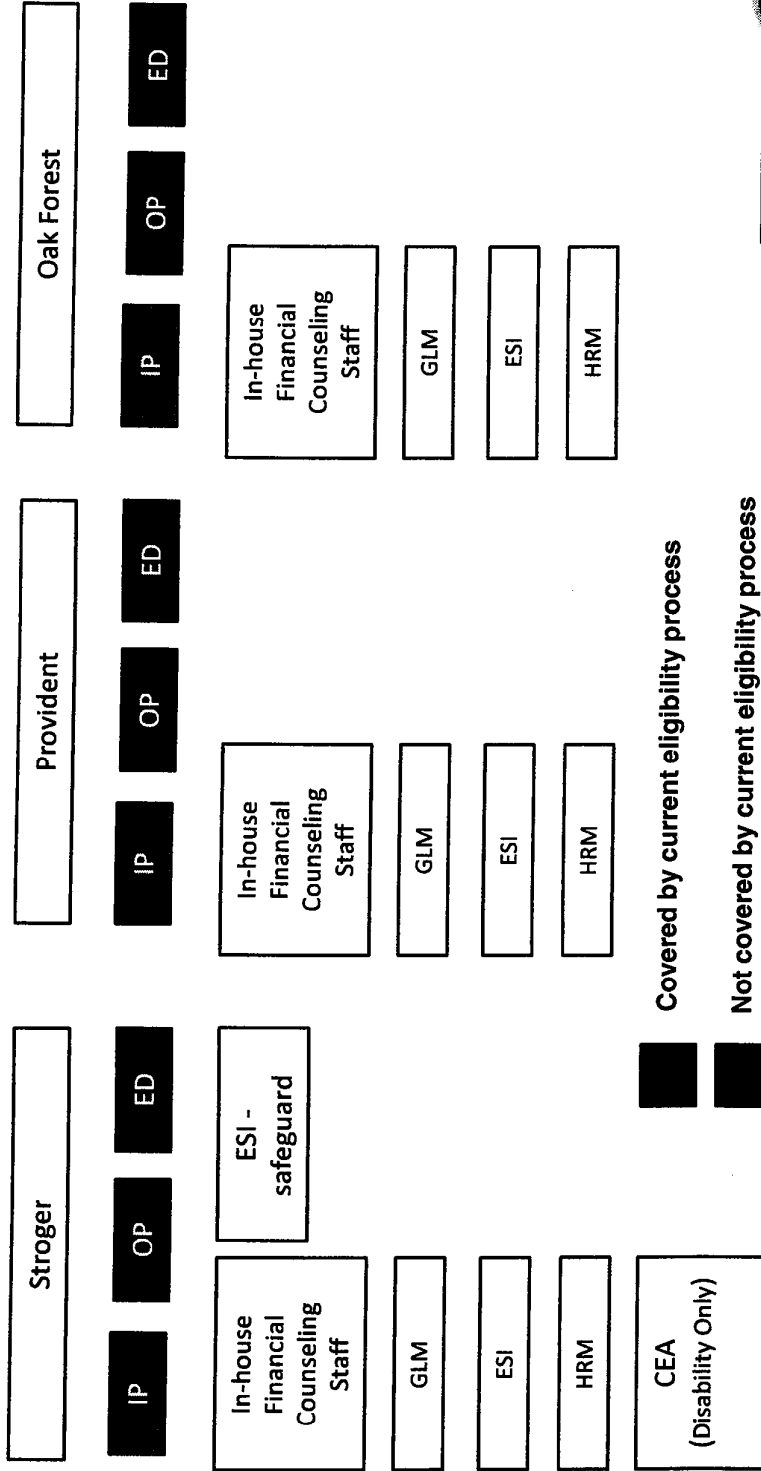 Stroger
IP
OP
ED
In-house
Financial
Counseling
Staff
ESI -
safeguard
GLM
ESI
HRM
CEA
(Disability Only)
Provident
IP
OP
ED
In-house
Financial
Counseling
Staff
GLM
ESI
HRM
Oak Forest
IP
OP
ED
In-house
Financial
Counseling
Staff
GLM
ESI
HRM
Covered by current eligibility process
Not covered by current eligibility process